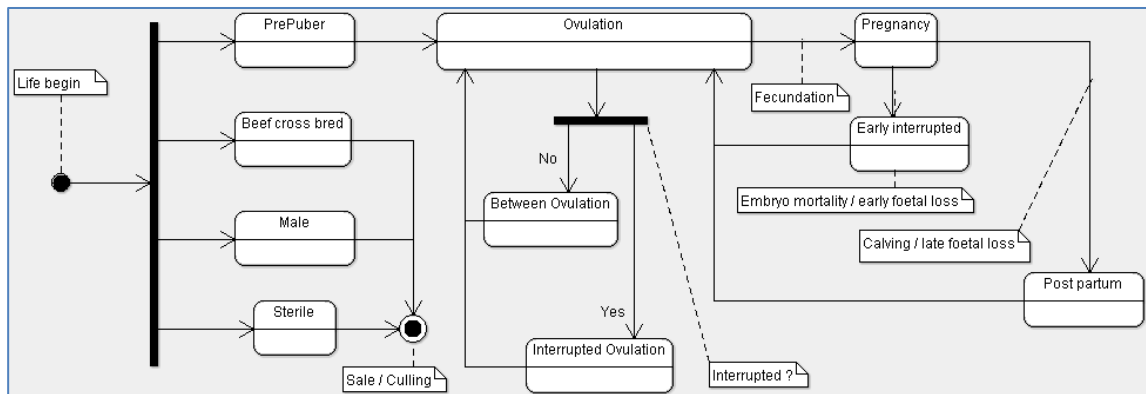 PrePuber
Ovulation
Pregnancy
Life begin
Fecundation
Beef cross bred
Early interrupted
No
Between Ovulation
Embryo mortality / early foetal loss
Male
Calving / late foetal loss
Post partum
Sterile
Yes
Interrupted Ovulation
Interrupted ?
Sale / Culling